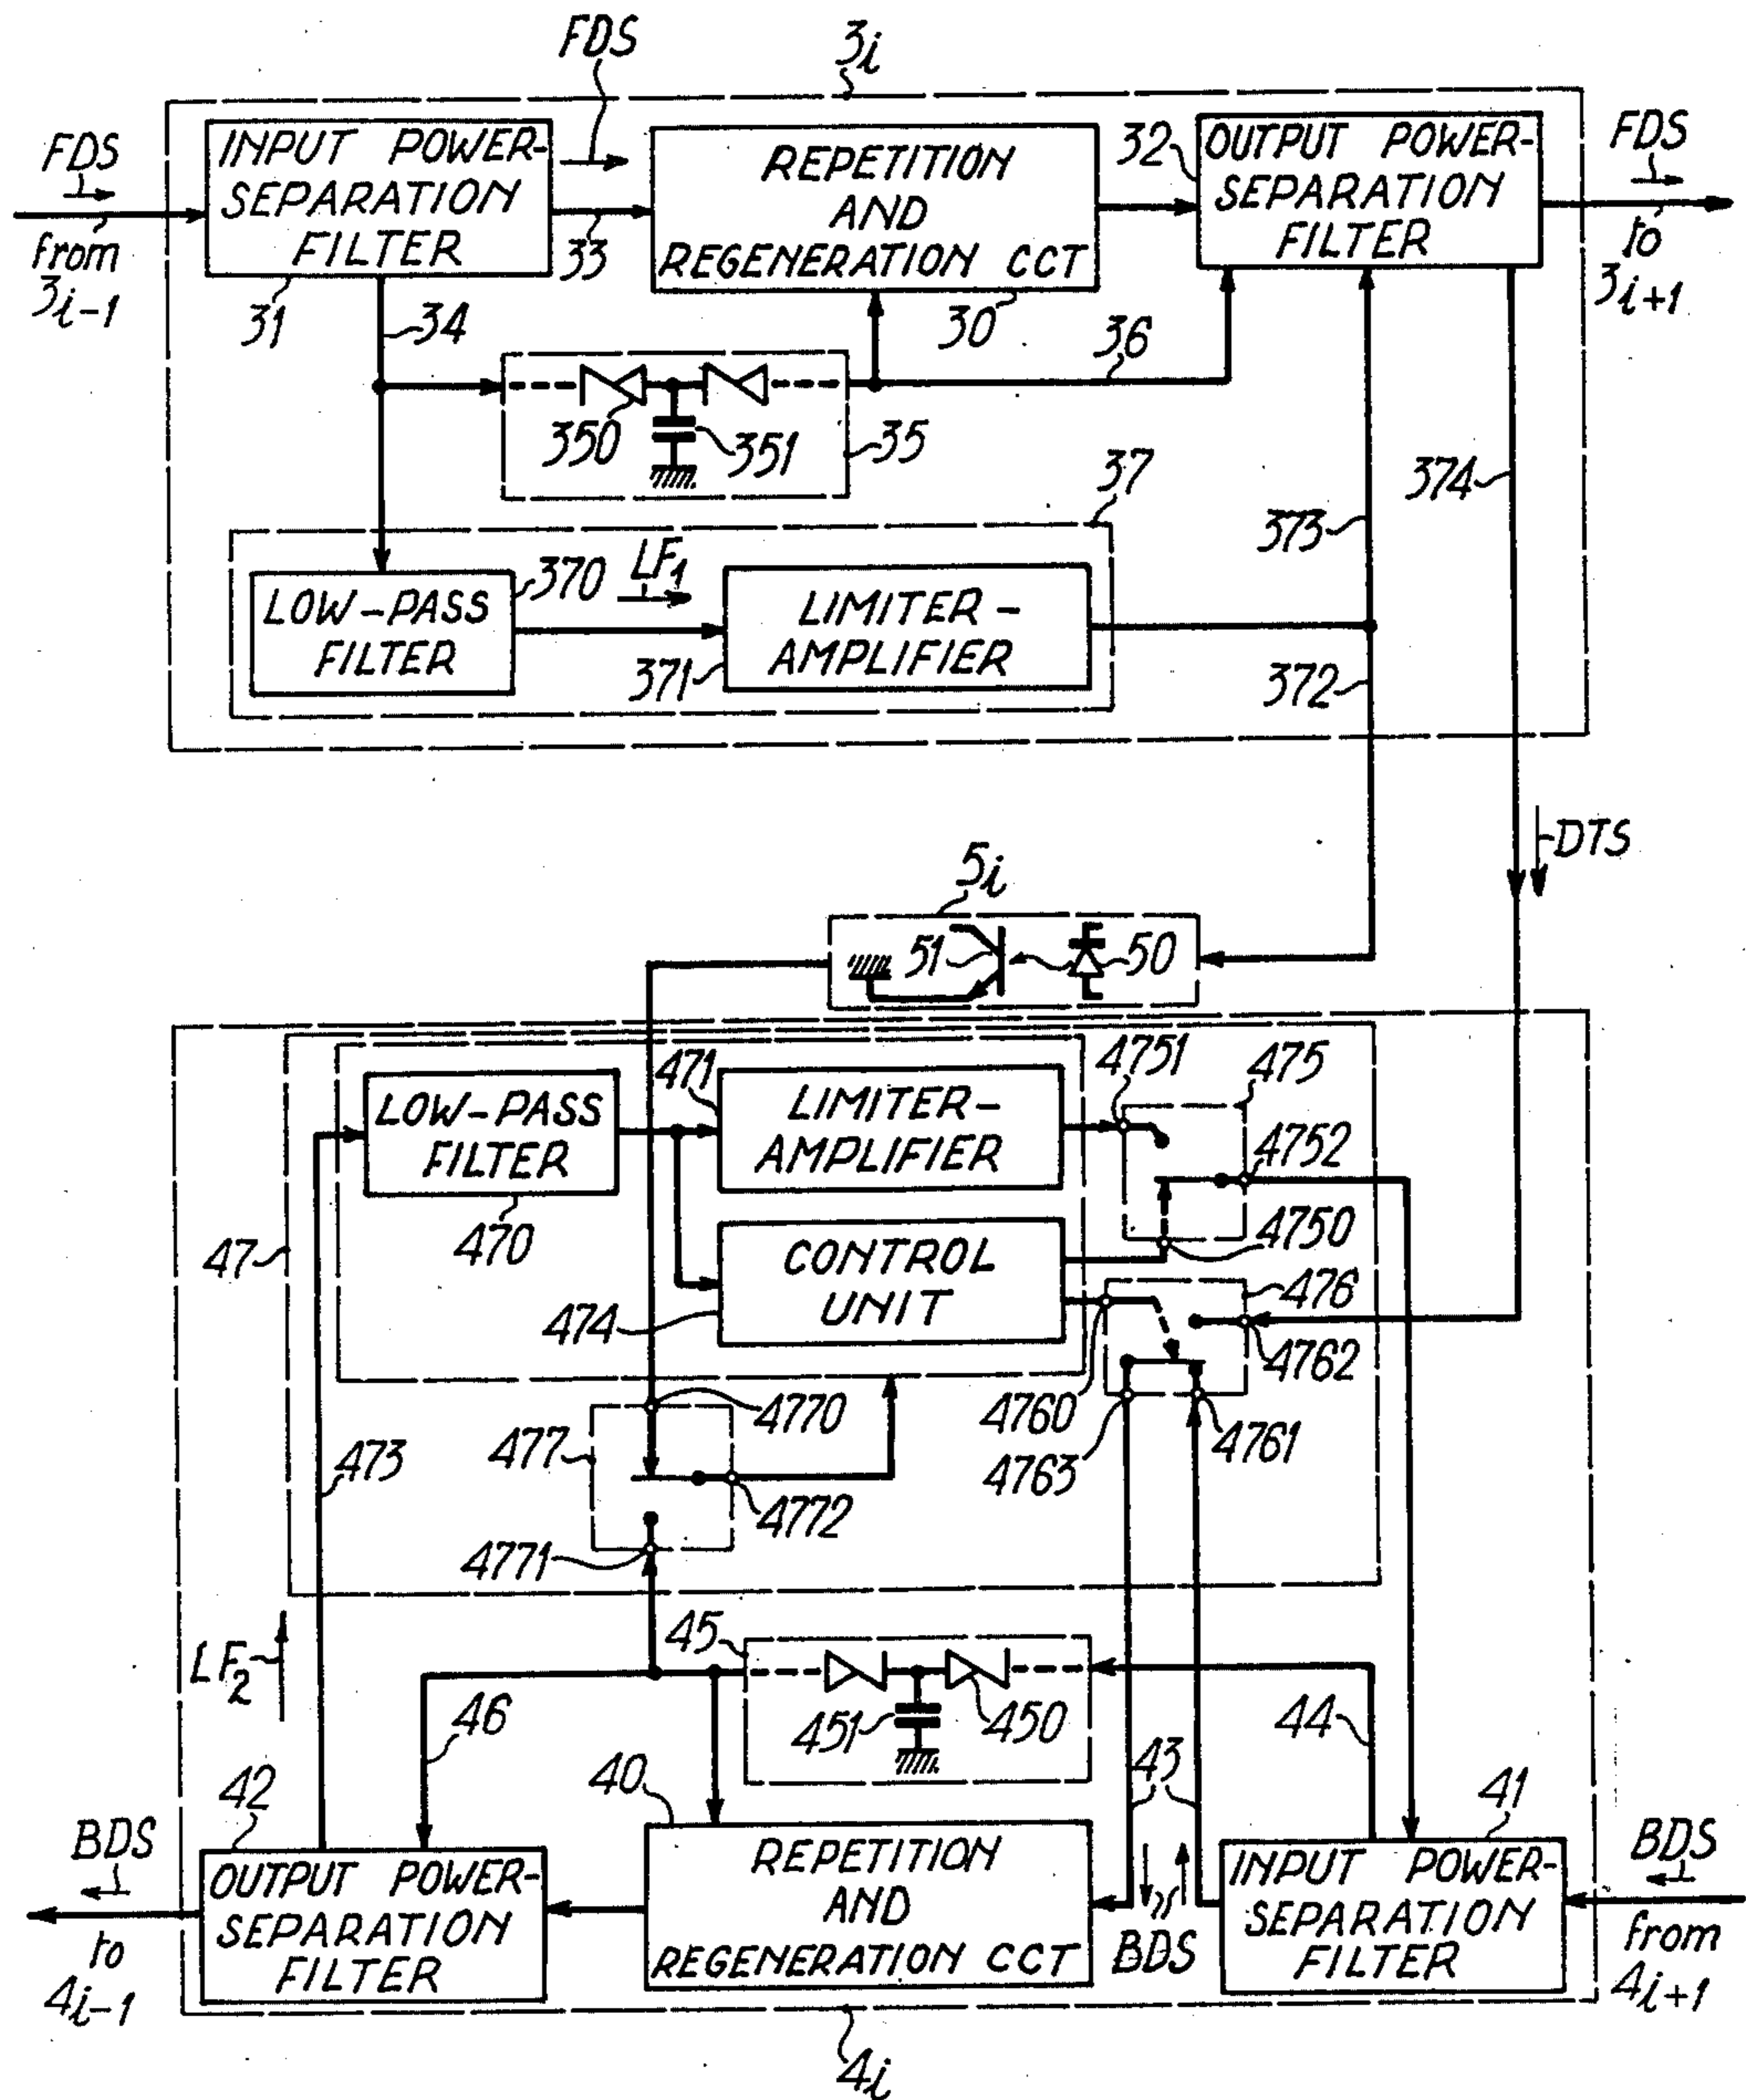 FDS
3i
FDS
from
3i-1
INPUT POWER-
SEPARATION
FILTER
31
FDS
33
34
REPETITION
AND
REGENERATION CCT
30
32
OUTPUT POWER-
SEPARATION
FILTER
FDS
to
3i+1
36
350
351
35
37
373
374
LOW-PASS
FILTER
370
LF1
LIMITER-
AMPLIFIER
371
372
DTS
5i
51
50
471
4751
475
LOW-PASS
FILTER
470
LIMITER-
AMPLIFIER
4752
4750
47
CONTROL
UNIT
474
476
4762
4770
4760
4761
4763
477
473
4772
4771
LF2
45
46
451
450
44
43
40
42
41
BDS
to
4i-1
OUTPUT POWER-
SEPARATION
FILTER
REPETITION
AND
REGENERATION CCT
BDS
INPUT POWER-
SEPARATION
FILTER
BDS
from
4i+1
4i